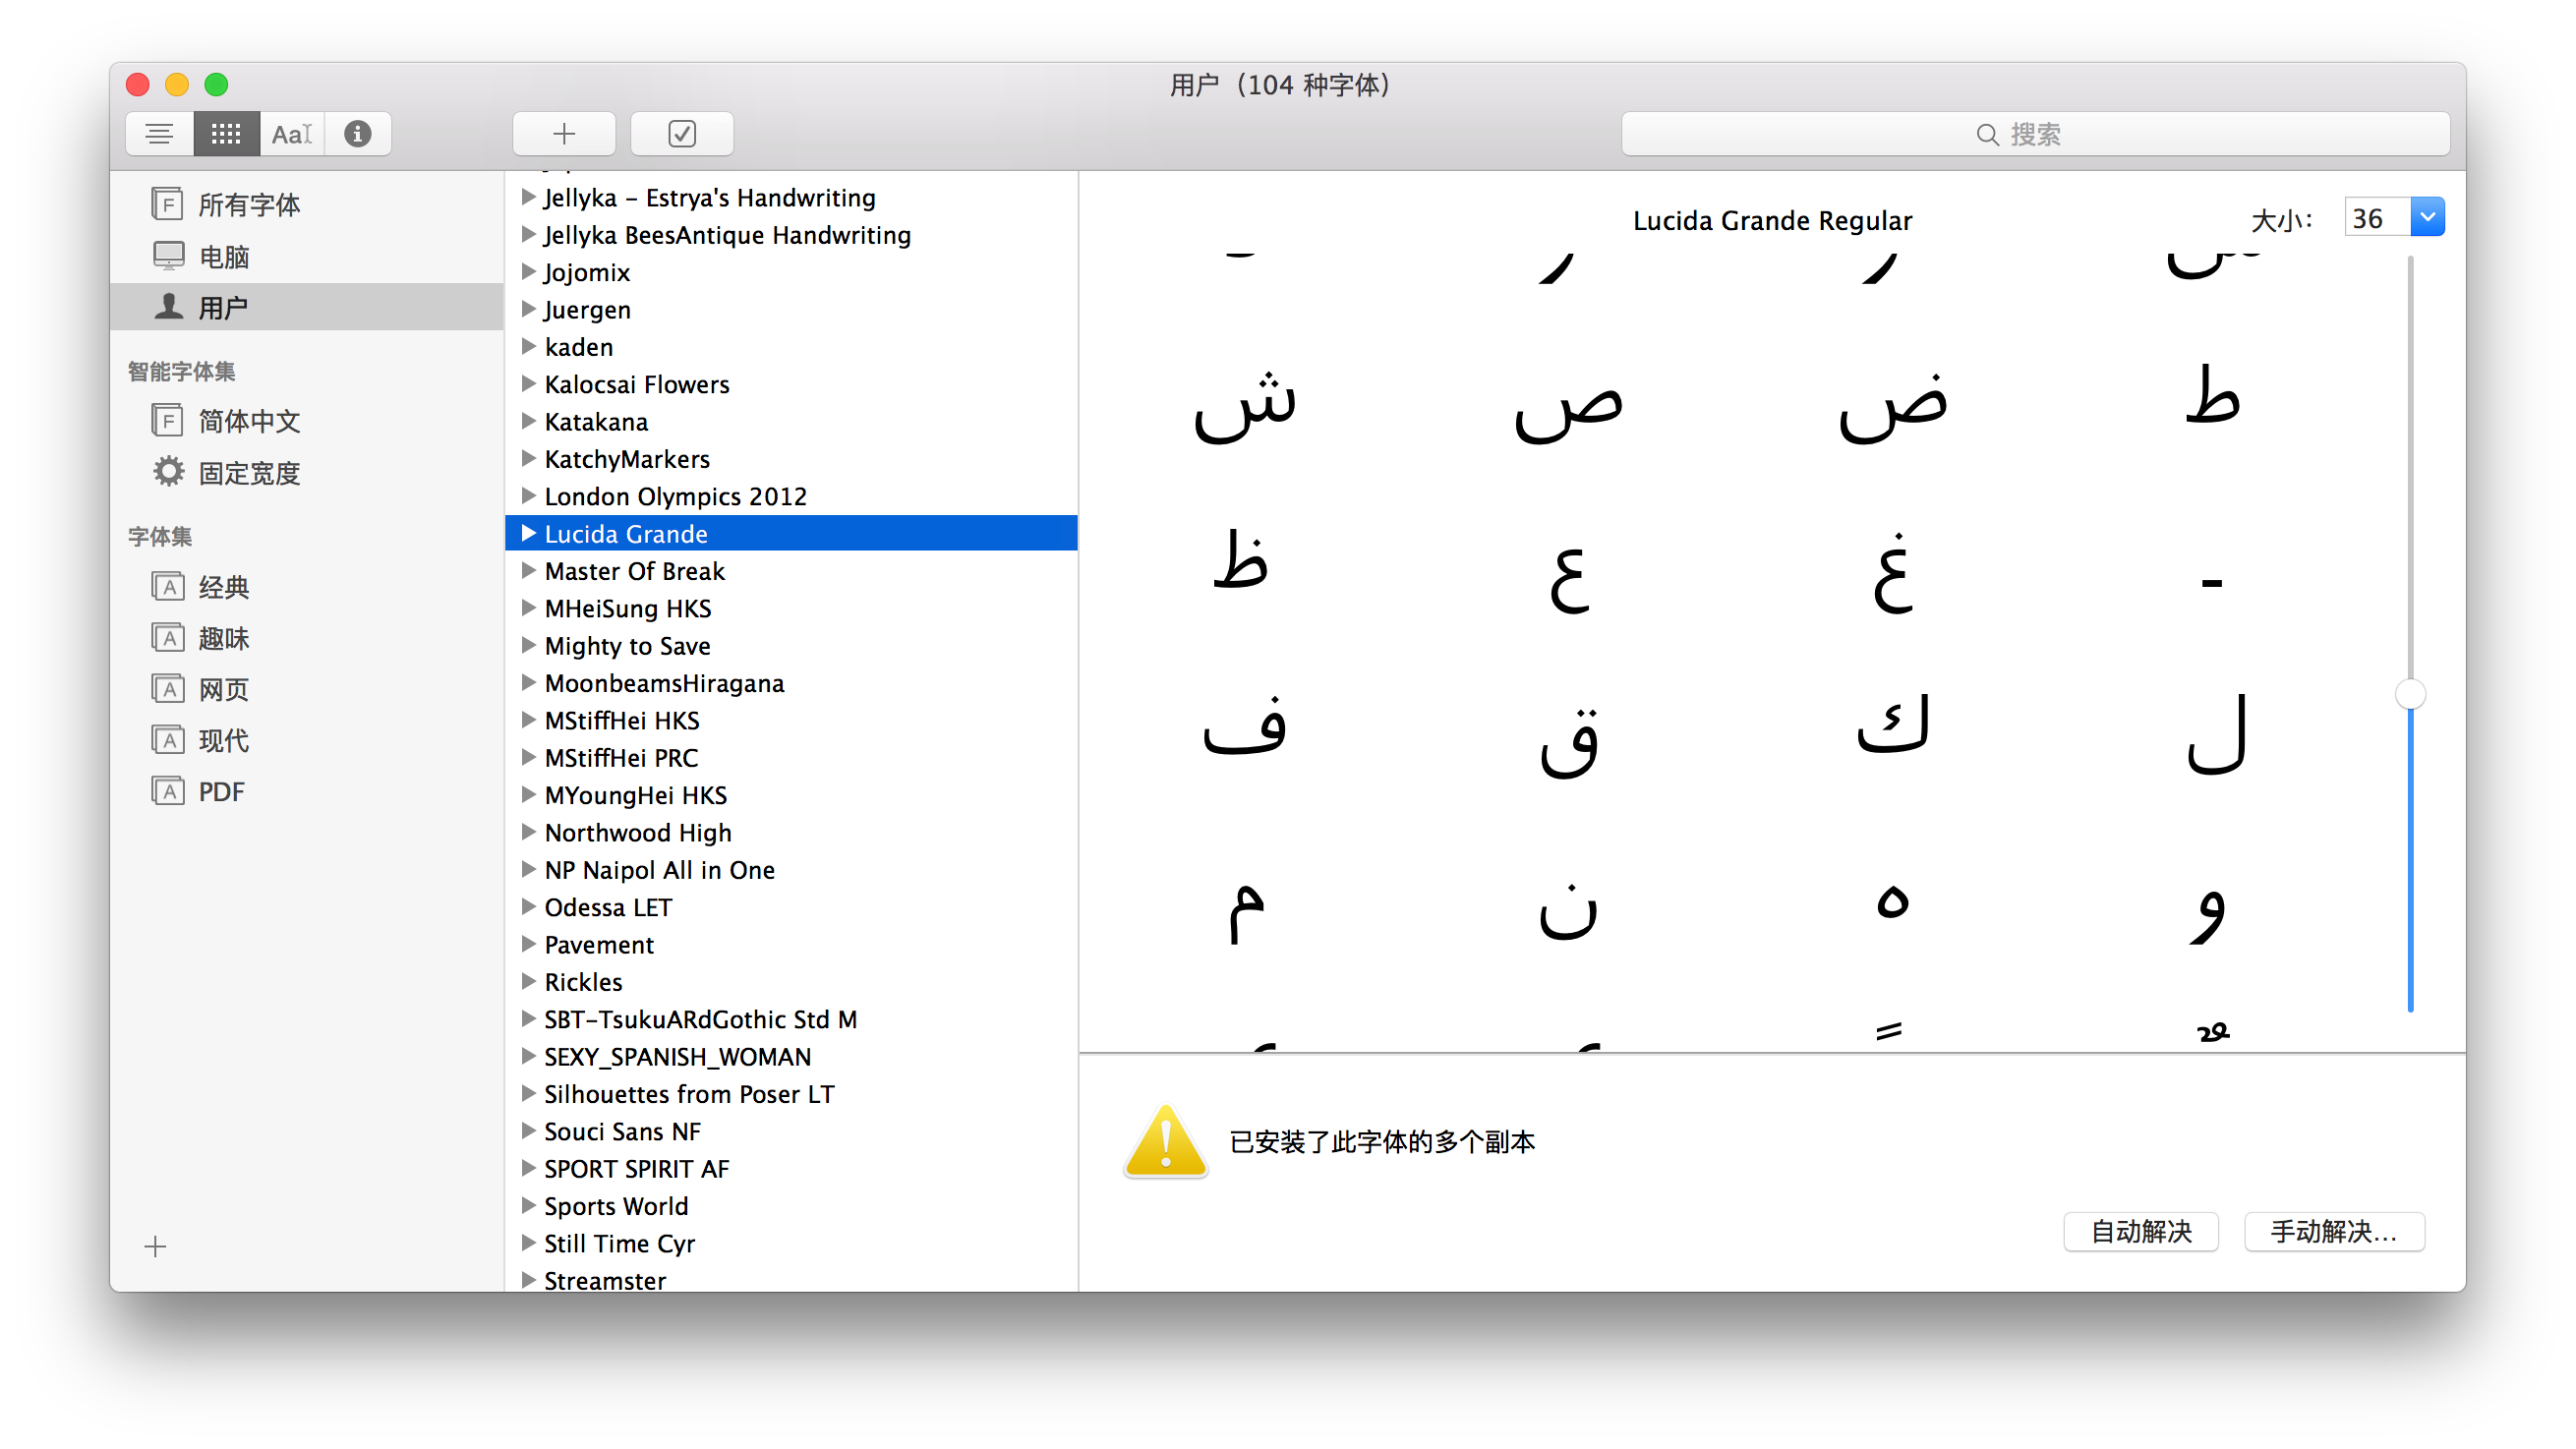 用户（104 种字体）
搜索
所有字体
电脑
用户
智能字体集
简体中文
固定宽度
字体集
经典
趣味
网页
现代
PDF
Jellyka - Estrya's Handwriting
Jellyka BeesAntique Handwriting
Jojomix
Juergen
kaden
Kalocsai Flowers
Katakana
KatchyMarkers
London Olympics 2012
Lucida Grande
Master Of Break
MHeiSung HKS
Mighty to Save
MoonbeamsHiragana
MStiffHei HKS
MStiffHei PRC
MYoungHei HKS
Northwood High
NP Naipol All in One
Odessa LET
Pavement
Rickles
SBT-TsukuARdGothic Std M
SEXY_SPANISH_WOMAN
Silhouettes from Poser LT
Souci Sans NF
SPORT SPIRIT AF
Sports World
Still Time Cyr
Streamster
Lucida Grande Regular
大小： 36
ش ص ض ط
ظ ع غ ـ
ف ق ك ل
م ن ه و
已安装了此字体的多个副本
自动解决 手动解决...